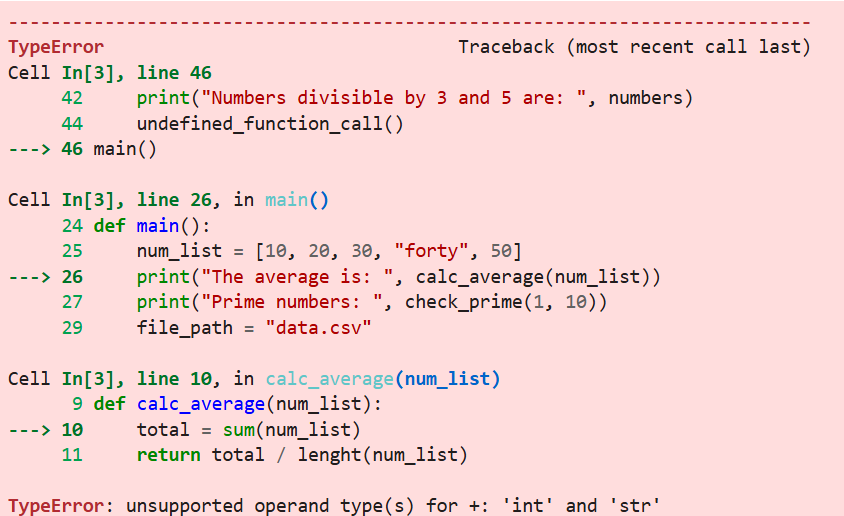 ---------------------------------------------------------------------------
TypeError                                 Traceback (most recent call last)
Cell In[3], line 46
     42     print("Numbers divisible by 3 and 5 are: ", numbers)
     44     undefined_function_call()
---> 46 main()

Cell In[3], line 26, in main()
     24 def main():
     25     num_list = [10, 20, 30, "forty", 50]
---> 26     print("The average is: ", calc_average(num_list))
     27     print("Prime numbers: ", check_prime(1, 10))
     29     file_path = "data.csv"

Cell In[3], line 10, in calc_average(num_list)
      9 def calc_average(num_list):
---> 10     total = sum(num_list)
     11     return total / lenght(num_list)

TypeError: unsupported operand type(s) for +: 'int' and 'str'